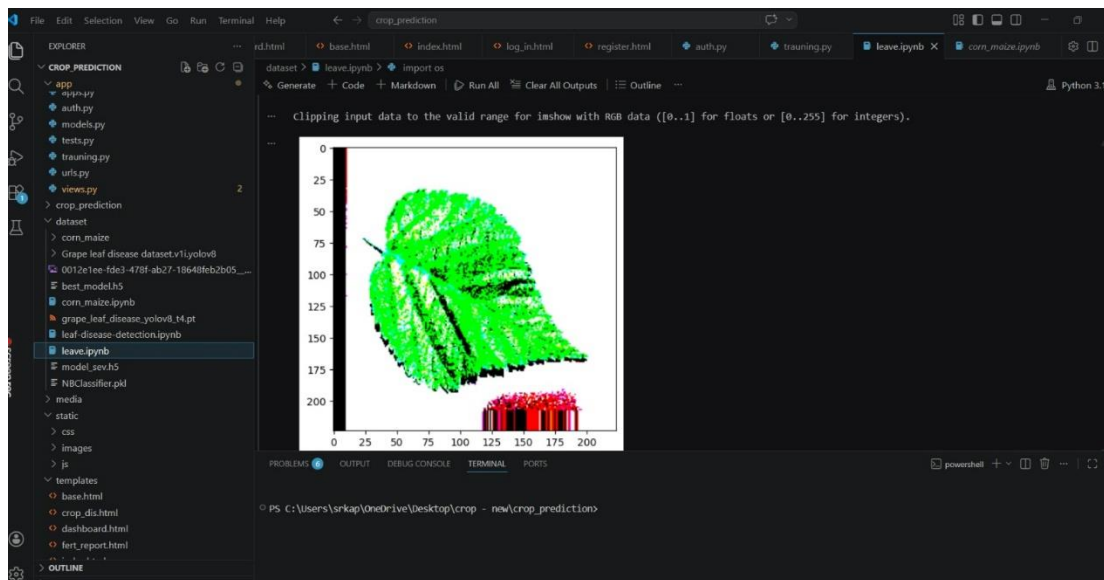 File Edit Selection View Go Run Terminal Help
crop_prediction
EXPLORER
rd.html
base.html
index.html
log_in.html
register.html
auth.py
trauning.py
leave.ipynb
corn_maize.ipynb
CROP_PREDICTION
dataset > leave.ipynb > import os
app
Generate + Code + Markdown Run All Clear All Outputs Outline ...
Python 3.1
auth.py
models.py
tests.py
trauning.py
urls.py
views.py 2
crop_prediction
dataset
corn_maize
Grape leaf disease dataset.v1i.yolov8
0012e1ee-fde3-478f-ab27-18648feb2b05__...
best_model.h5
corn_maize.ipynb
grape_leaf_disease_yolov8_t4.pt
leaf-disease-detection.ipynb
leave.ipynb
model_sev.h5
NBClassifier.pkl
media
static
css
images
js
templates
base.html
crop_dis.html
dashboard.html
fert_report.html
OUTLINE
1
Clipping input data to the valid range for imshow with RGB data ([0..1] for floats or [0..255] for integers).
0
25
50
75
100
125
150
175
200
0 25 50 75 100 125 150 175 200
PROBLEMS 6 OUTPUT DEBUG CONSOLE TERMINAL PORTS
powershell
PS C:\Users\srkap\OneDrive\Desktop\crop - new\crop_prediction>